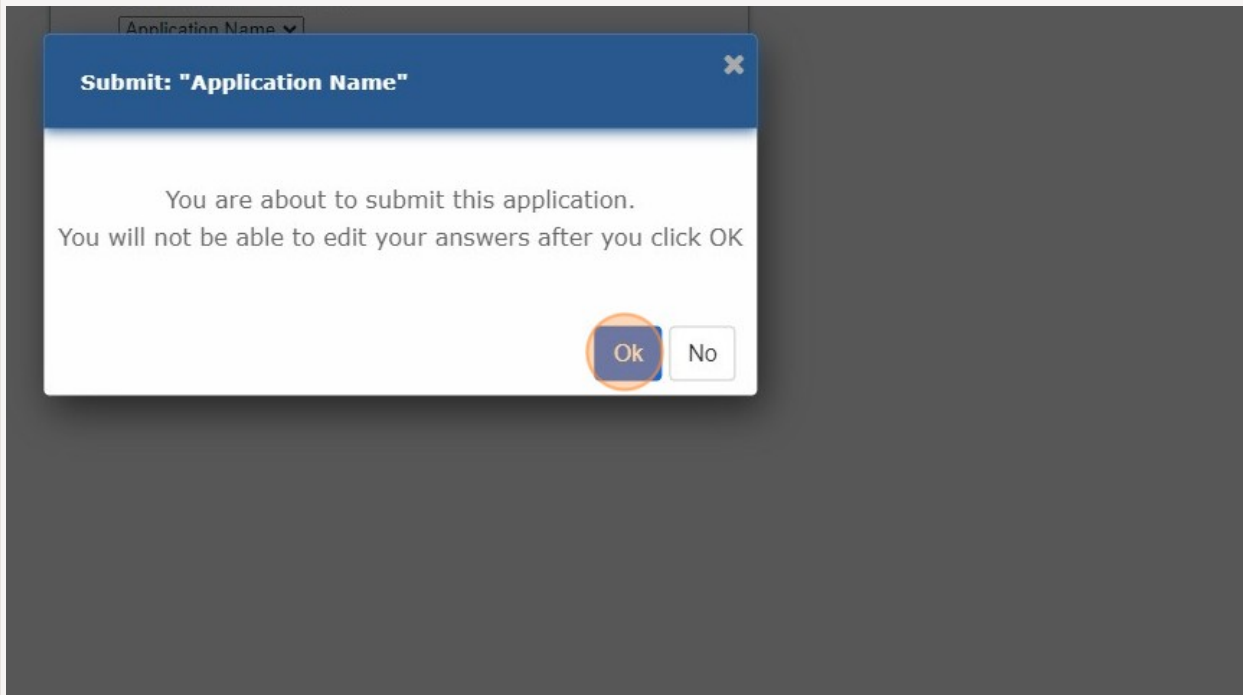 Application Name
Submit: "Application Name"
You are about to submit this application.
You will not be able to edit your answers after you click OK
Ok No